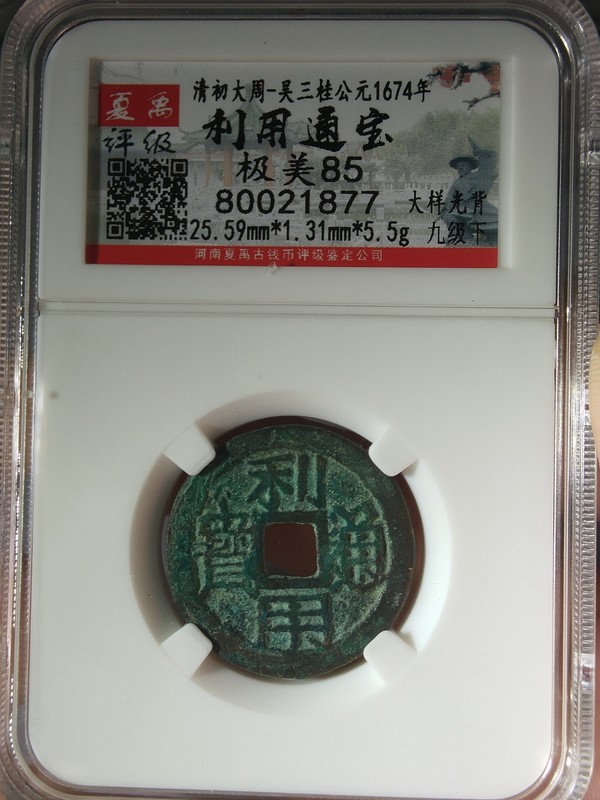 清初大周-吴三桂公元1674年
夏禹
评级
利用通宝
极美85
80021877
大样光背
25.59mm*1.31mm*5.5g
九级下
河南夏禹古钱币评级鉴定公司
利用通寳